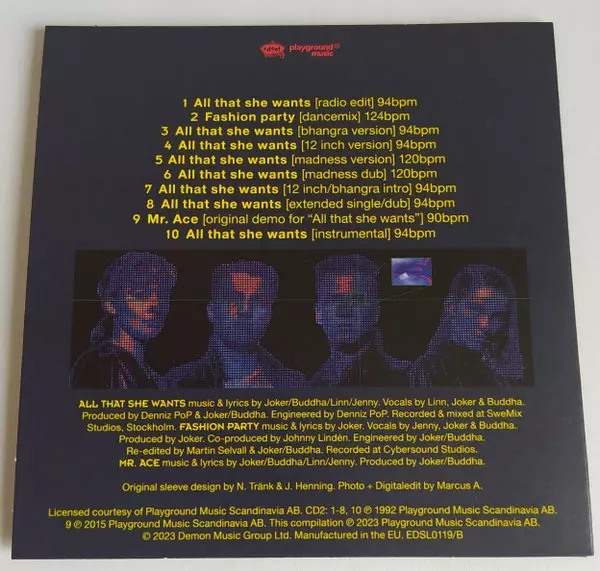 playground
music
1 All that she wants [radio edit] 94bpm
2 Fashion party [dancemix] 124bpm
3 All that she wants [bhangra version] 94bpm
4 All that she wants [12 inch version] 94bpm
5 All that she wants [madness version] 120bpm
6 All that she wants [madness dub] 120bpm
7 All that she wants [12 inch/bhangra intro] 94bpm
8 All that she wants [extended single/dub] 94bpm
9 Mr. Ace [original demo for “All that she wants”] 90bpm
10 All that she wants [instrumental] 94bpm
ALL THAT SHE WANTS music & lyrics by Joker/Buddha/Linn/Jenny. Vocals by Linn, Joker & Buddha.
Produced by Denniz PoP & Joker/Buddha. Engineered by Denniz PoP. Recorded & mixed at SweMix
Studios, Stockholm. FASHION PARTY music & lyrics by Joker. Vocals by Jenny, Joker & Buddha.
Produced by Joker. Co-produced by Johnny Lindén. Engineered by Joker/Buddha.
Re-edited by Martin Selvall & Joker/Buddha. Recorded at Cybersound Studios.
MR. ACE music & lyrics by Joker/Buddha/Linn/Jenny. Produced by Joker/Buddha.
Original sleeve design by N. Tränk & J. Henning. Photo + Digitaledit by Marcus A.
Licensed courtesy of Playground Music Scandinavia AB. CD2: 1-8, 10 ℗ 1992 Playground Music Scandinavia AB.
9 ℗ 2015 Playground Music Scandinavia AB. This compilation ℗ 2023 Playground Music Scandinavia AB.
© 2023 Demon Music Group Ltd. Manufactured in the EU. EDSL0119/B